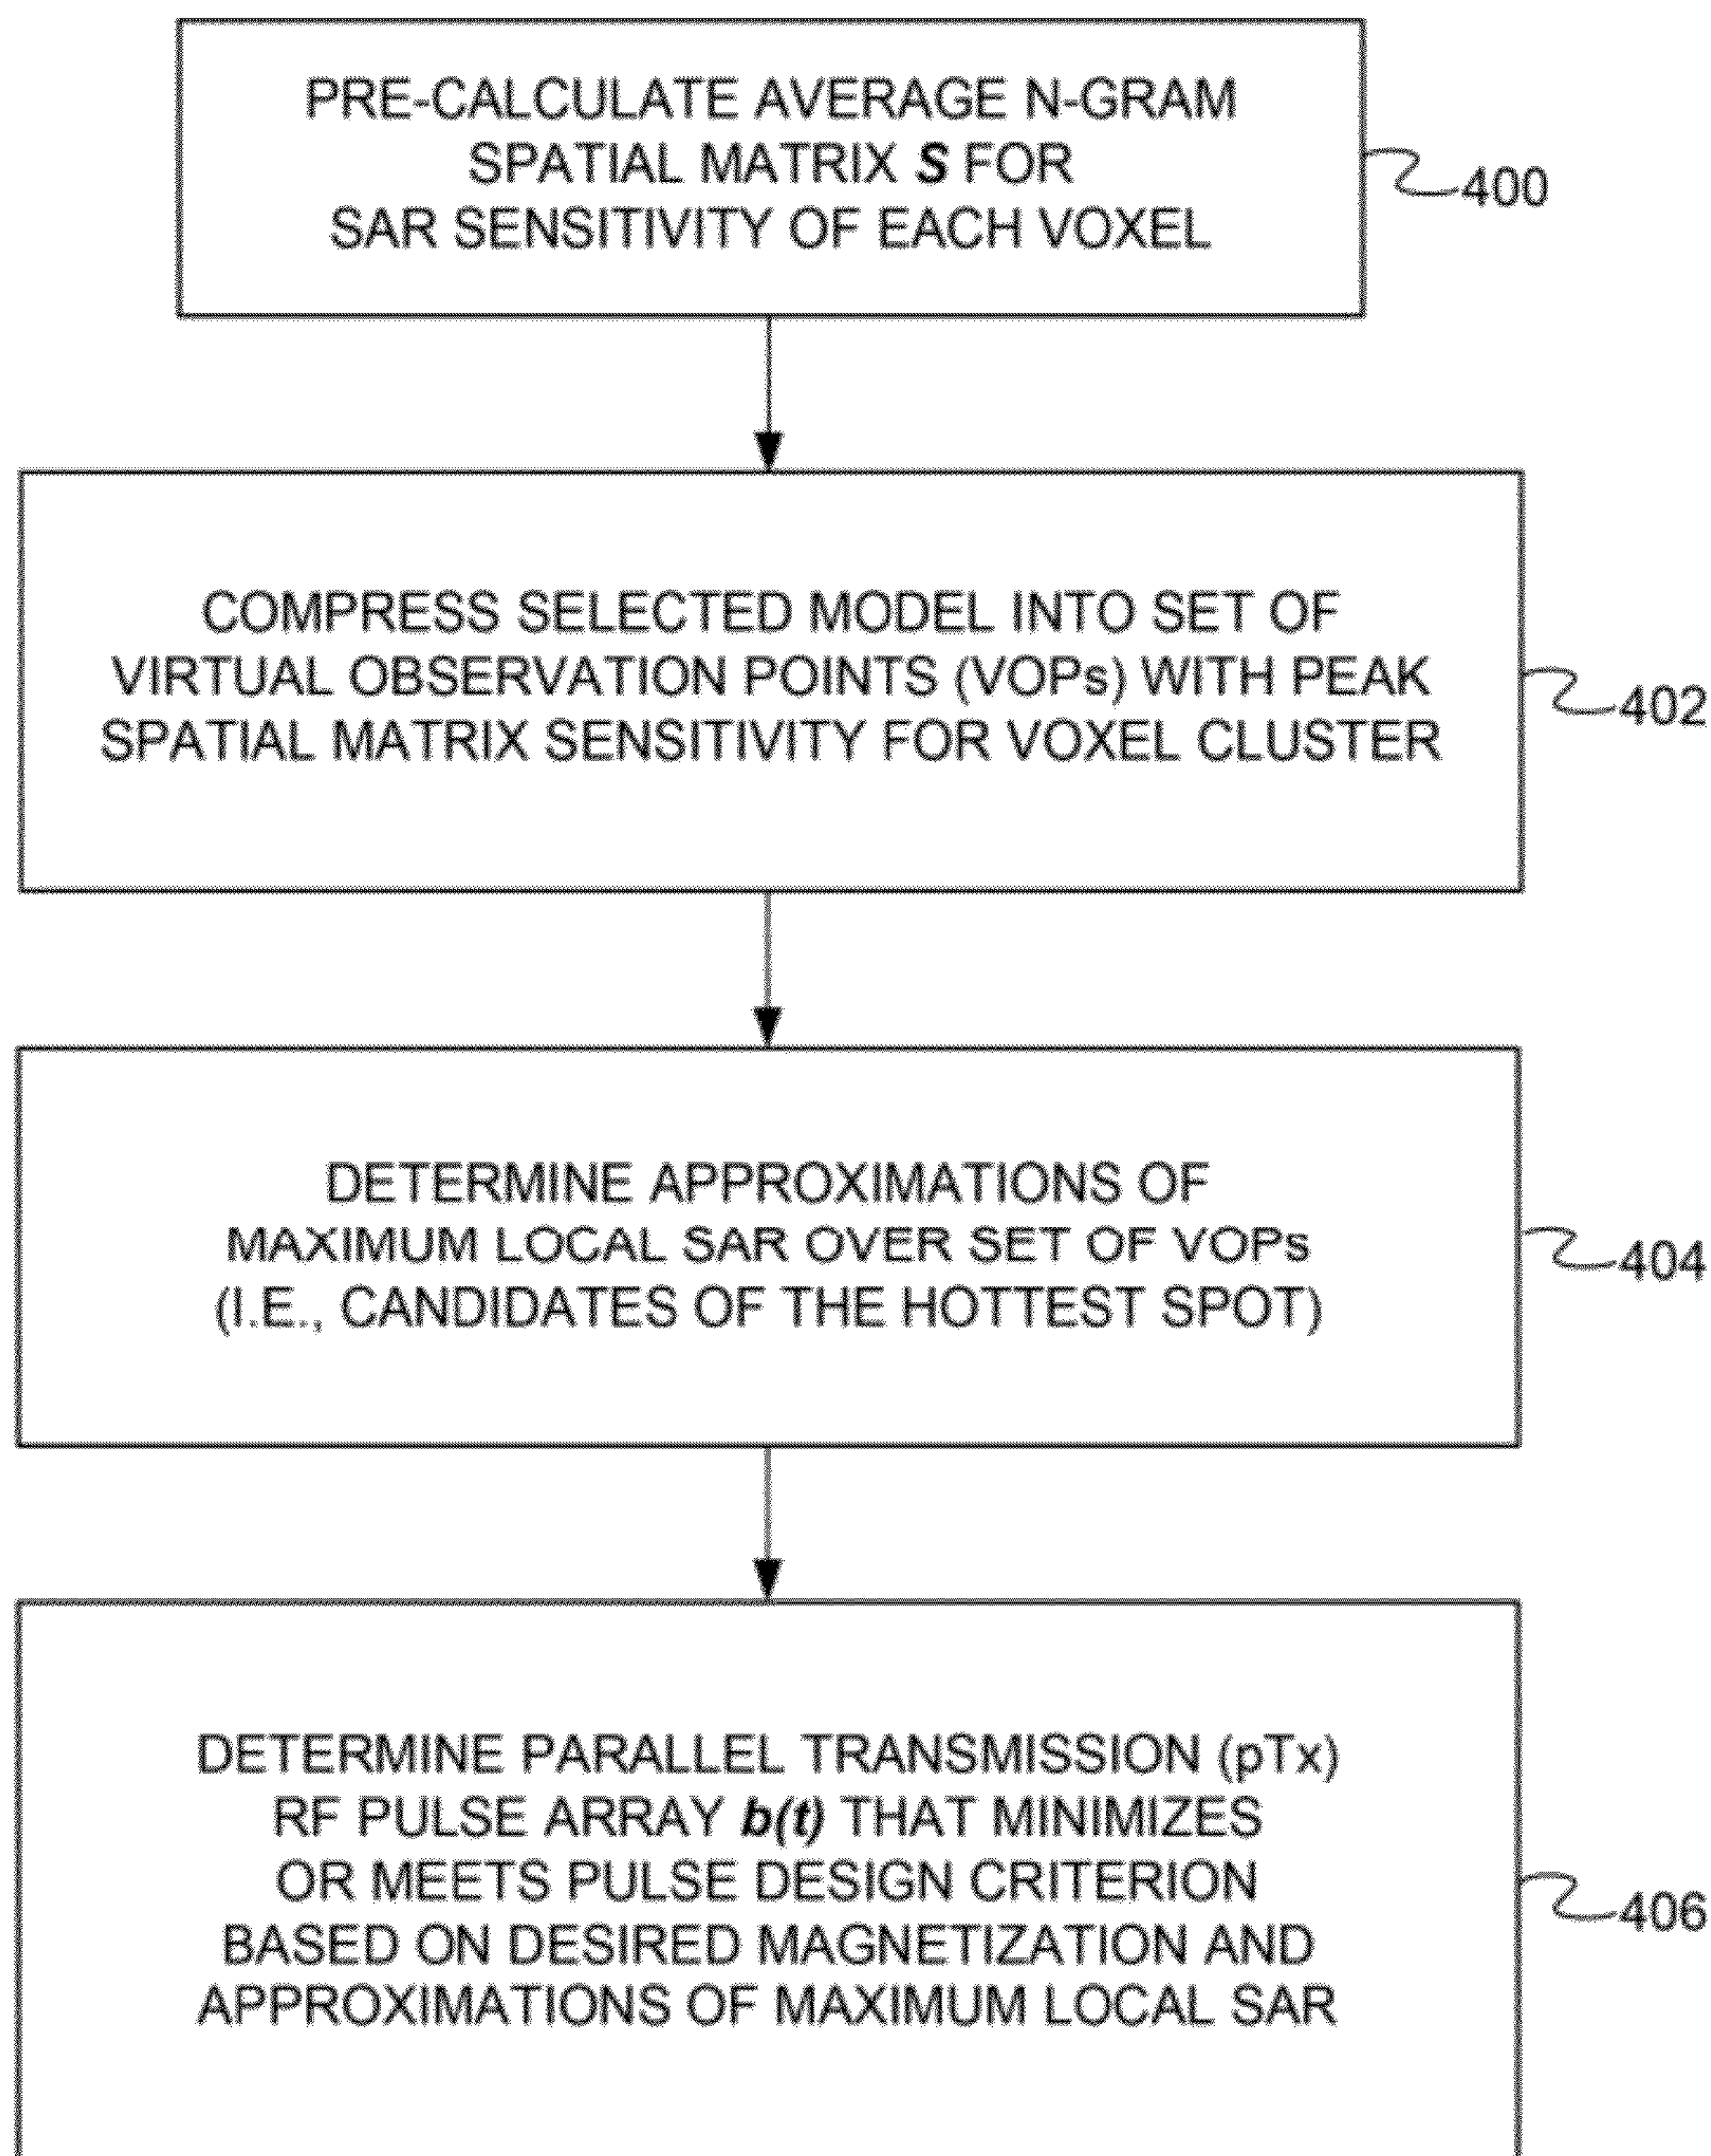 PRE-CALCULATE AVERAGE N-GRAM
SPATIAL MATRIX S FOR
SAR SENSITIVITY OF EACH VOXEL
400
COMPRESS SELECTED MODEL INTO SET OF
VIRTUAL OBSERVATION POINTS (VOPs) WITH PEAK
SPATIAL MATRIX SENSITIVITY FOR VOXEL CLUSTER
402
DETERMINE APPROXIMATIONS OF
MAXIMUM LOCAL SAR OVER SET OF VOPs
(I.E., CANDIDATES OF THE HOTTEST SPOT)
404
DETERMINE PARALLEL TRANSMISSION (pTx)
RF PULSE ARRAY b(t) THAT MINIMIZES
OR MEETS PULSE DESIGN CRITERION
BASED ON DESIRED MAGNETIZATION AND
APPROXIMATIONS OF MAXIMUM LOCAL SAR
406